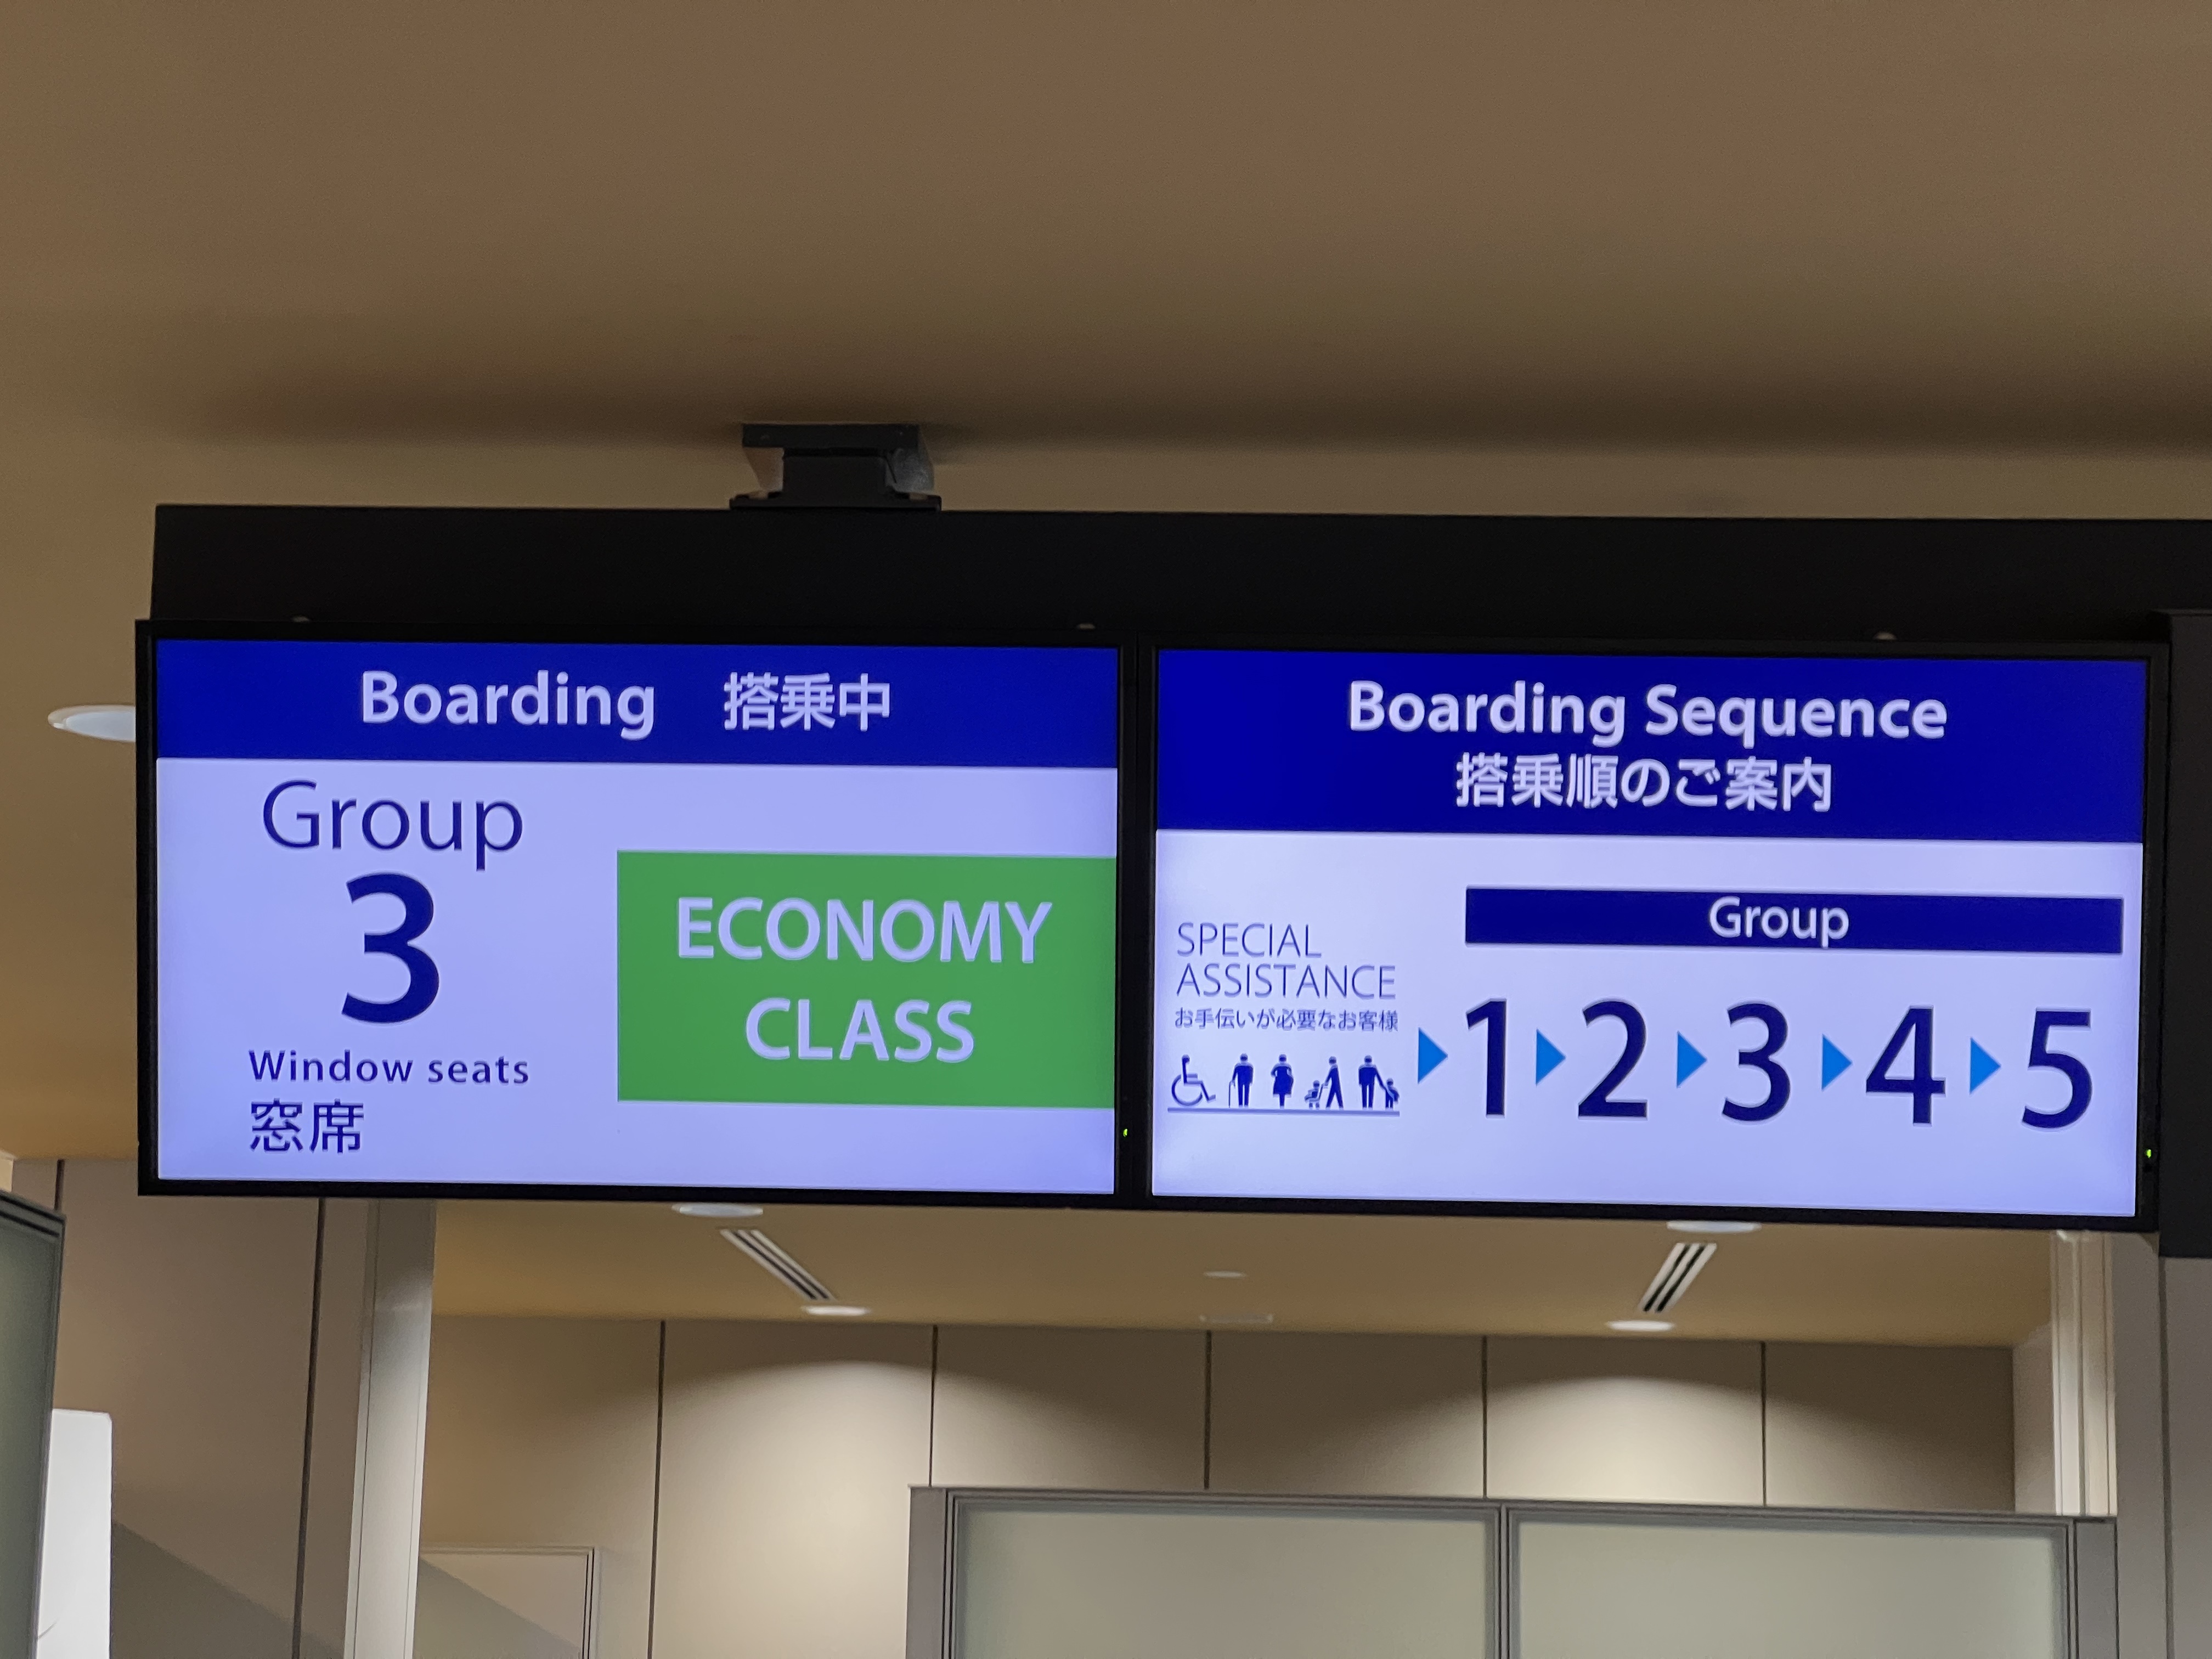 Boarding 搭乗中
Group
3
Window seats
窓席
ECONOMY
CLASS
Boarding Sequence
搭乗順のご案内
SPECIAL
ASSISTANCE
お手伝いが必要なお客様
Group
1 2 3 4 5